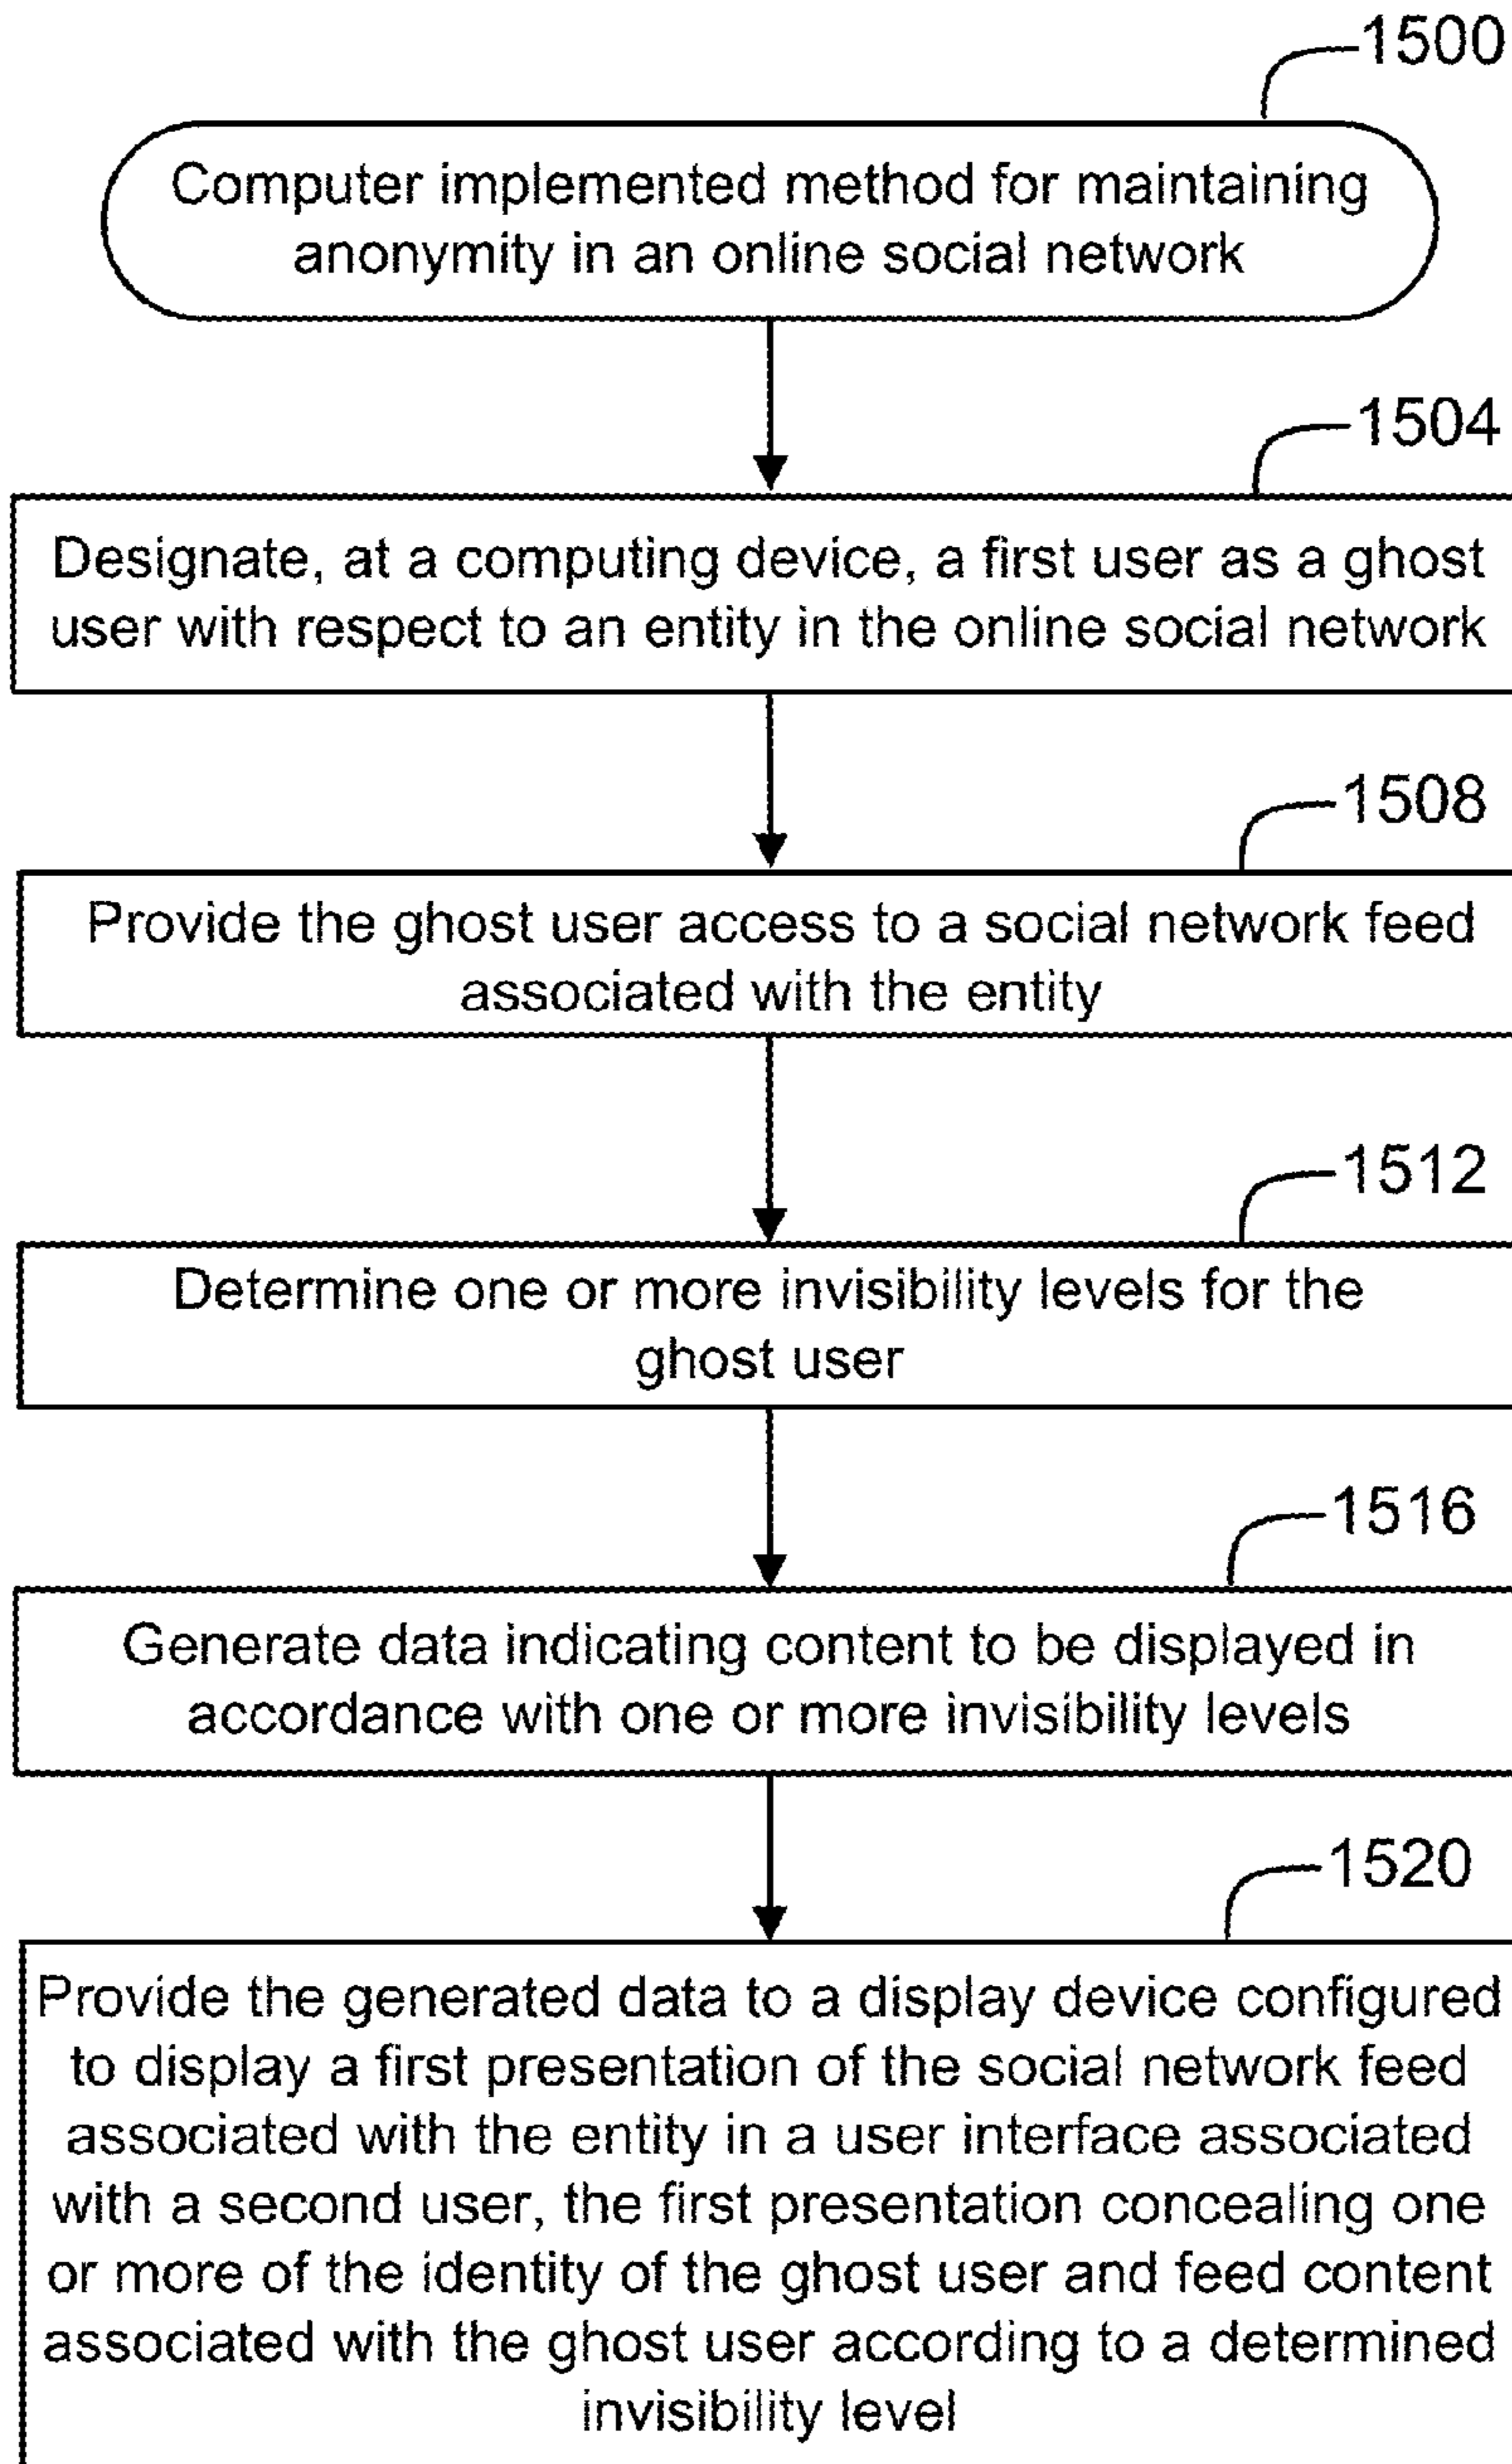 1500
Computer implemented method for maintaining
anonymity in an online social network
1504
Designate, at a computing device, a first user as a ghost
user with respect to an entity in the online social network
1508
Provide the ghost user access to a social network feed
associated with the entity
1512
Determine one or more invisibility levels for the
ghost user
1516
Generate data indicating content to be displayed in
accordance with one or more invisibility levels
1520
Provide the generated data to a display device configured
to display a first presentation of the social network feed
associated with the entity in a user interface associated
with a second user, the first presentation concealing one
or more of the identity of the ghost user and feed content
associated with the ghost user according to a determined
invisibility level